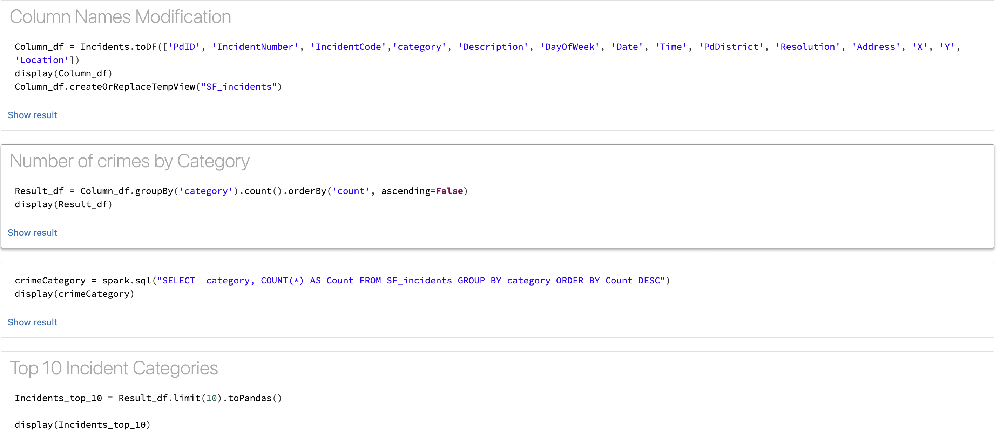 Column Names Modification
Column_df = Incidents.toDF(['PdID', 'IncidentNumber', 'IncidentCode','category', 'Description', 'DayOfWeek', 'Date', 'Time', 'PdDistrict', 'Resolution', 'Address', 'X', 'Y',
'Location'])
display(Column_df)
Column_df.createOrReplaceTempView("SF_incidents")
Show result
Number of crimes by Category
Result_df = Column_df.groupBy('category').count().orderBy('count', ascending=False)
display(Result_df)
Show result
crimeCategory = spark.sql("SELECT  category, COUNT(*) AS Count FROM SF_incidents GROUP BY category ORDER BY Count DESC")
display(crimeCategory)
Show result
Top 10 Incident Categories
Incidents_top_10 = Result_df.limit(10).toPandas()
display(Incidents_top_10)